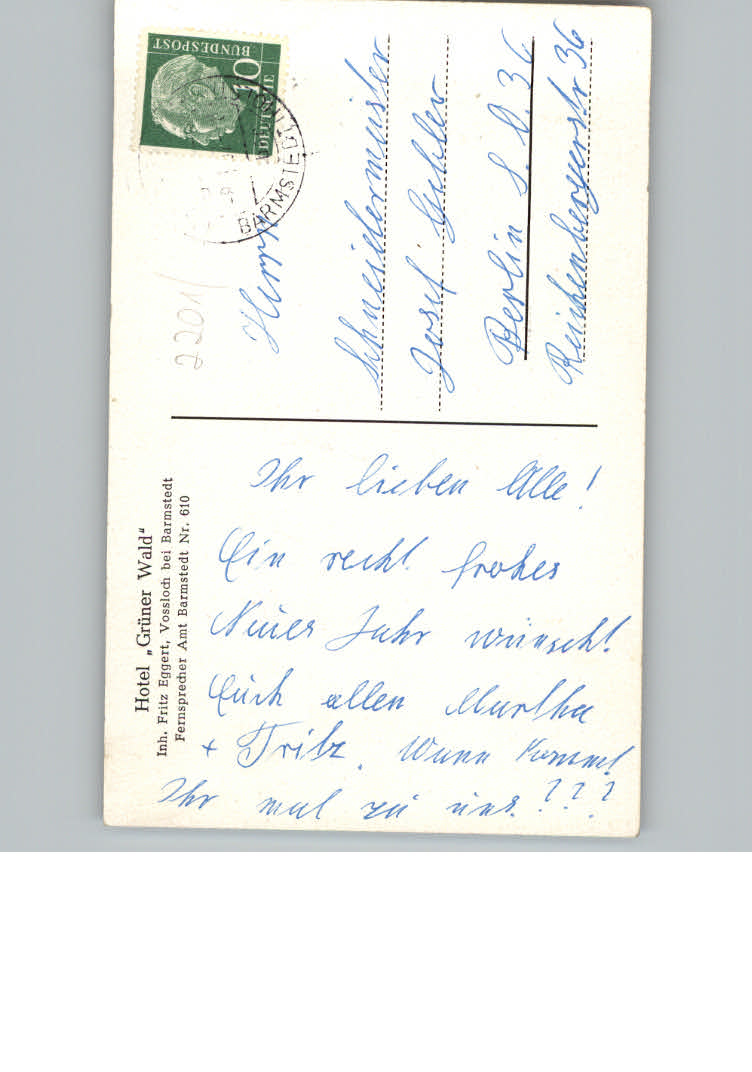 Hotel „Grüner Wald"
Inh. Fritz Eggert, Vossloch bei Barmstedt
Fernsprecher Amt Barmstedt Nr. 610
Ihr lieben Alle!
Ein recht frohes
Neues Jahr wünscht
Euch allen Martha
+ Fritz. Wann kommt
Ihr mal zu uns???
DEUTSCHE
BUNDESPOST
10
BARMSTEDT
2201
Herrn
Schneidermeister
Josef
Berlin S.O. 36
Reichenbergerstr 36